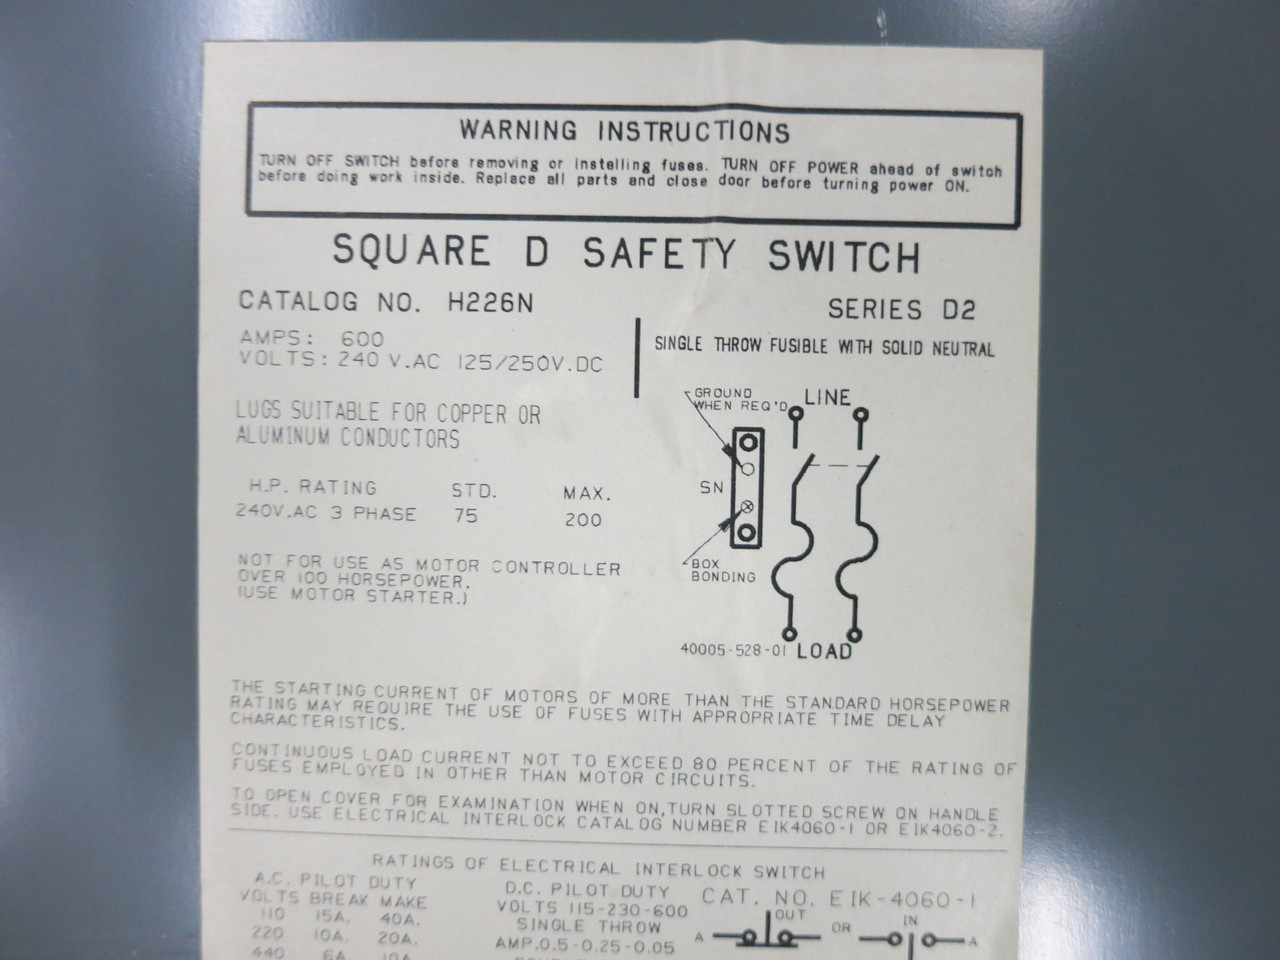 WARNING INSTRUCTIONS
TURN OFF SWITCH before removing or instelling fuses. TURN OFF POWER ahead of switch
before doing work inside. Replace all parts and close door before turning power ON.
SQUARE D SAFETY SWITCH
CATALOG NO. H226N
SERIES D2
AMPS: 600
VOLTS: 240 V.AC 125/250V.DC
SINGLE THROW FUSIBLE WITH SOLID NEUTRAL
LUGS SUITABLE FOR COPPER OR
ALUMINUM CONDUCTORS
H.P. RATING STD. MAX.
240V.AC 3 PHASE 75 200
NOT FOR USE AS MOTOR CONTROLLER
OVER 100 HORSEPOWER.
(USE MOTOR STARTER.)
GROUND
WHEN REQ'D
LINE
SN
BOX
BONDING
40005-528-01 LOAD
THE STARTING CURRENT OF MOTORS OF MORE THAN THE STANDARD HORSEPOWER
RATING MAY REQUIRE THE USE OF FUSES WITH APPROPRIATE TIME DELAY
CHARACTERISTICS.
CONTINUOUS LOAD CURRENT NOT TO EXCEED 80 PERCENT OF THE RATING OF
FUSES EMPLOYED IN OTHER THAN MOTOR CIRCUITS.
TO OPEN COVER FOR EXAMINATION WHEN ON, TURN SLOTTED SCREW ON HANDLE
SIDE. USE ELECTRICAL INTERLOCK CATALOG NUMBER EIK4060-1 OR EIK4060-2.
RATINGS OF ELECTRICAL INTERLOCK SWITCH
A.C. PILOT DUTY
VOLTS BREAK MAKE
110 15A. 40A.
220 10A. 20A.
440 6A. 10A.
D.C. PILOT DUTY
VOLTS 115-230-600
SINGLE THROW
AMP.0.5-0.25-0.05
CAT. NO. EIK-4060-1
OUT
A
OR
IN
A